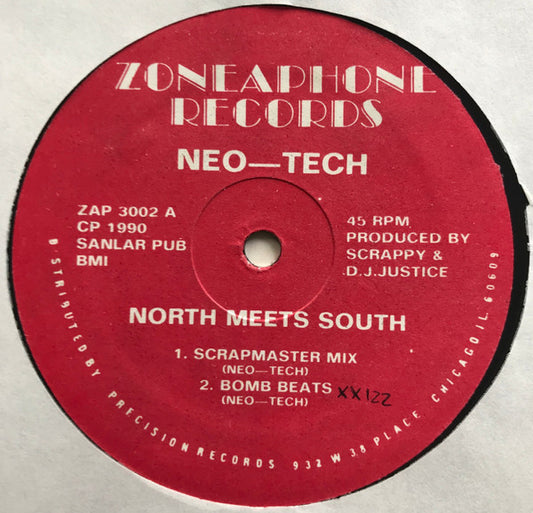 ZONEAPHONE
RECORDS
NEO—TECH
ZAP 3002 A
CP 1990
SANLAR PUB
BMI
45 RPM
PRODUCED BY
SCRAPPY &
D.J.JUSTICE
NORTH MEETS SOUTH
1. SCRAPMASTER MIX
(NEO—TECH)
2. BOMB BEATS XX122
(NEO—TECH)
D STRIBUTED BY PRECISION RECORDS 932 W 38 PLACE CHICAGO IL 60609